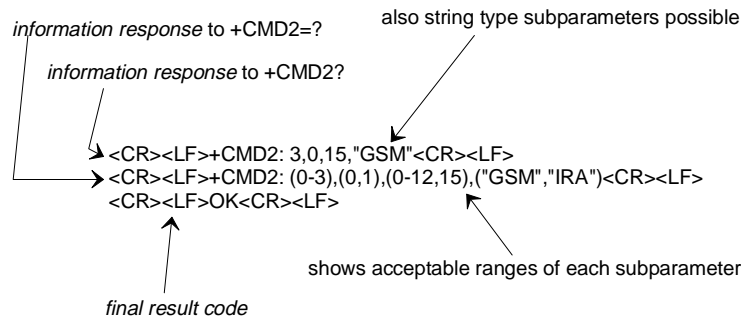 also string type subparameters possible
information response to +CMD2=?
information response to +CMD2?
<CR><LF>+CMD2: 3,0,15,"GSM"<CR><LF>
<CR><LF>+CMD2: (0-3),(0,1),(0-12,15),("GSM","IRA")<CR><LF>
<CR><LF>OK<CR><LF>
shows acceptable ranges of each subparameter
final result code